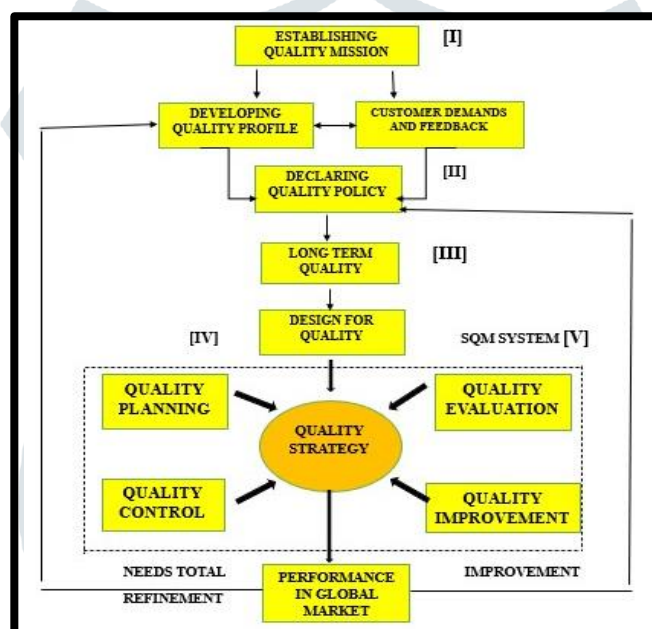 ESTABLISHING
QUALITY MISSION
[I]
DEVELOPING
QUALITY PROFILE
CUSTOMER DEMANDS
AND FEEDBACK
DECLARING
QUALITY POLICY
[II]
LONG TERM
QUALITY
[III]
DESIGN FOR
QUALITY
[IV]
SQM SYSTEM [V]
QUALITY
PLANNING
QUALITY
EVALUATION
QUALITY
STRATEGY
QUALITY
CONTROL
QUALITY
IMPROVEMENT
NEEDS TOTAL
REFINEMENT
PERFORMANCE
IN GLOBAL
MARKET
IMPROVEMENT